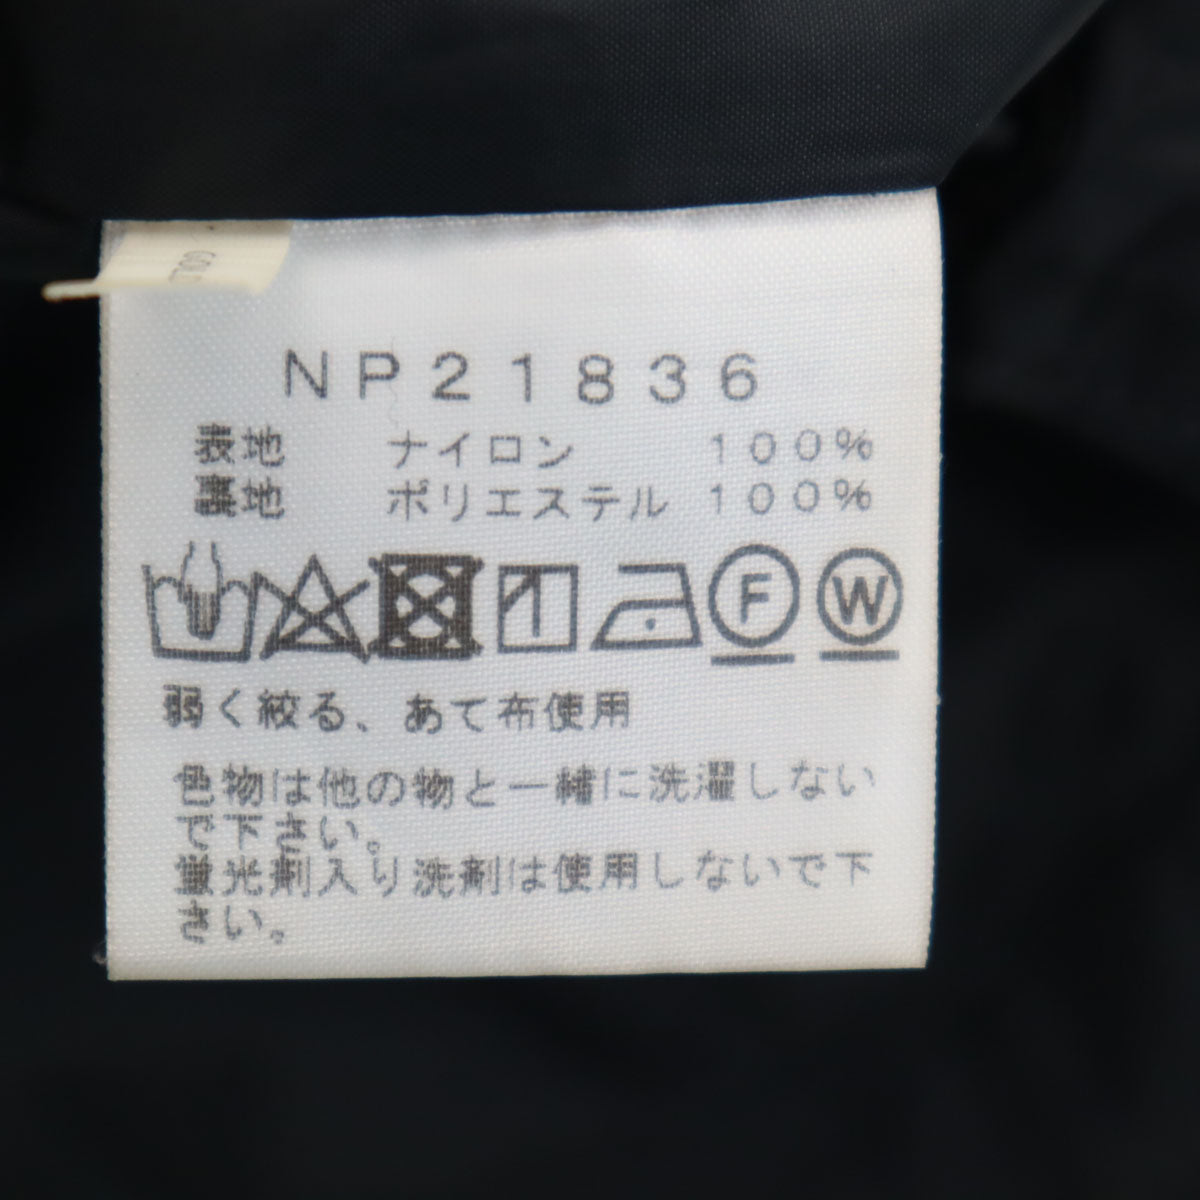 GOLD
NP21836
表地 ナイロン 100%
裏地 ポリエステル 100%
F W
弱く絞る、あて布使用
色物は他の物と一緒に洗濯しない
で下さい。
蛍光剤入り洗剤は使用しないで下
さい。